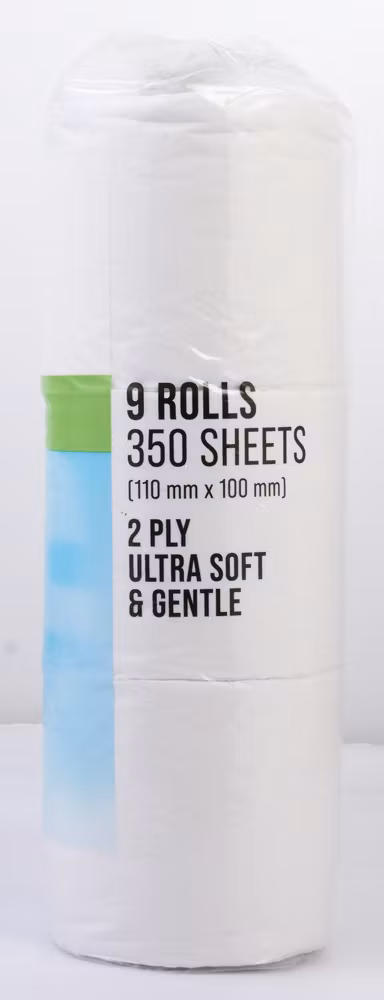 9 ROLLS
350 SHEETS
(110 mm x 100 mm)
2 PLY
ULTRA SOFT
& GENTLE